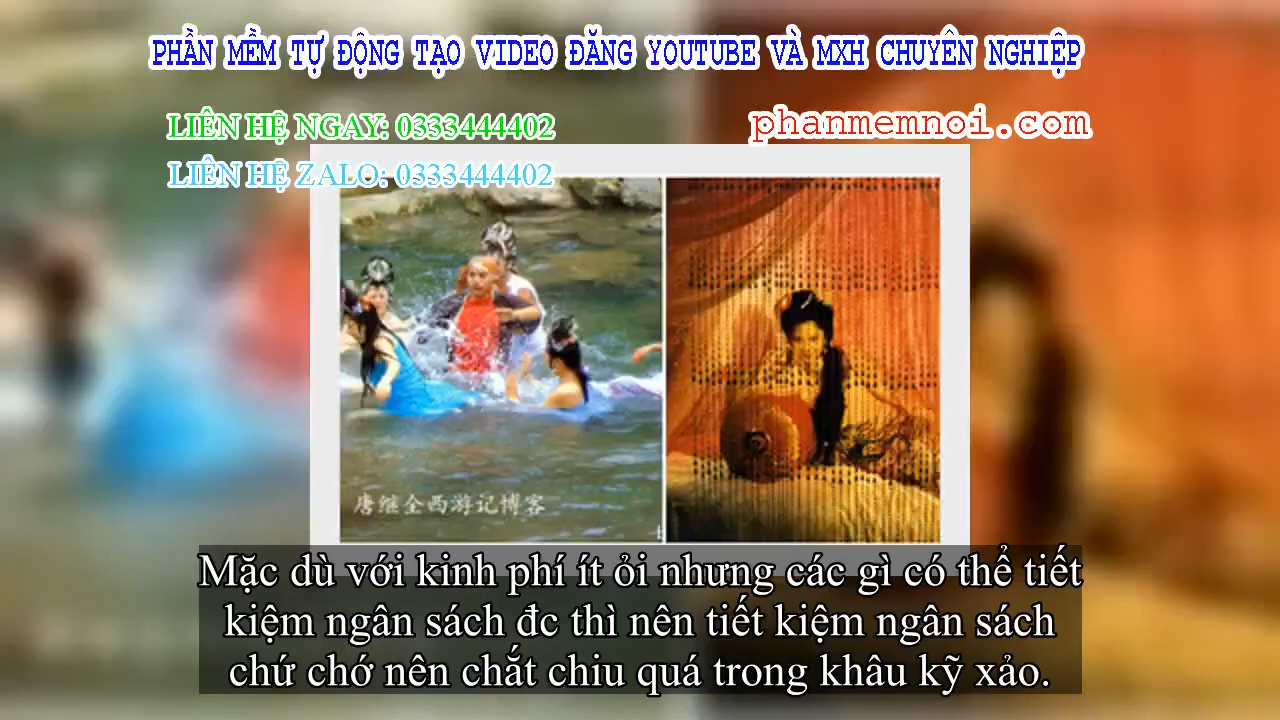 PHẦN MỀM TỰ ĐỘNG TẠO VIDEO ĐĂNG YOUTUBE VÀ MXH CHUYÊN NGHIỆP
LIÊN HỆ NGAY: 0333444402
phanmemnoi.com
LIÊN HỆ ZALO: 0333444402
唐继全西游记博客
Mặc dù với kinh phí ít ỏi nhưng các gì có thể tiết
kiệm ngân sách đc thì nên tiết kiệm ngân sách
chứ chớ nên chắt chiu quá trong khâu kỹ xảo.